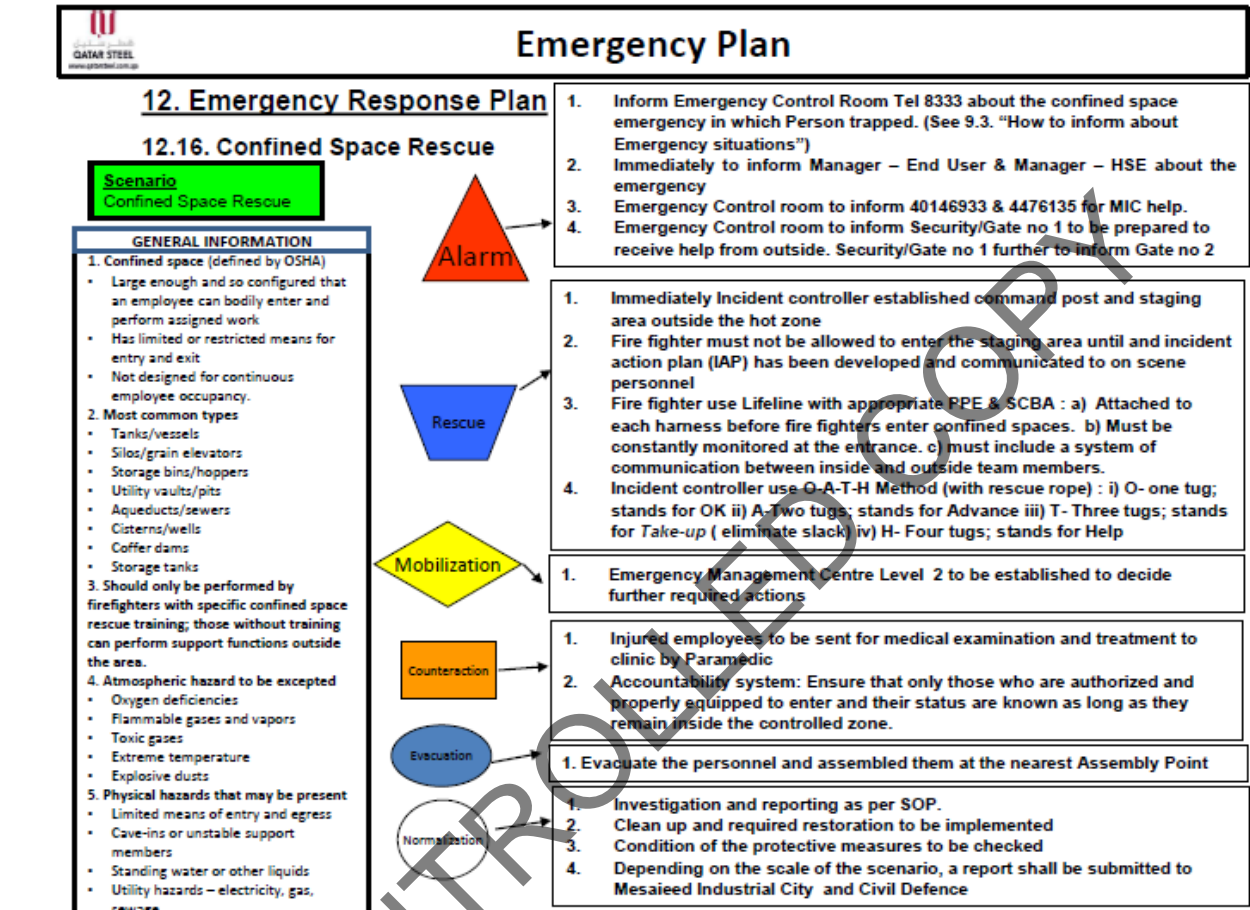 QATAR STEEL
Emergency Plan
12. Emergency Response Plan
12.16. Confined Space Rescue
Scenario
Confined Space Rescue
GENERAL INFORMATION
1. Confined space (defined by OSHA)
▪ Large enough and so configured that
an employee can bodily enter and
perform assigned work
▪ Has limited or restricted means for
entry and exit
▪ Not designed for continuous
employee occupancy.
2. Most common types
▪ Tanks/vessels
▪ Silos/grain elevators
▪ Storage bins/hoppers
▪ Utility vaults/pits
▪ Aqueducts/sewers
▪ Cisterns/wells
▪ Coffer dams
▪ Storage tanks
3. Should only be performed by
firefighters with specific confined space
rescue training; those without training
can perform support functions outside
the area.
4. Atmospheric hazard to be excepted
▪ Oxygen deficiencies
▪ Flammable gases and vapors
▪ Toxic gases
▪ Extreme temperature
▪ Explosive dusts
5. Physical hazards that may be present
▪ Limited means of entry and egress
▪ Cave-ins or unstable support
members
▪ Standing water or other liquids
▪ Utility hazards – electricity, gas,
sewage
Alarm
1. Inform Emergency Control Room Tel 8333 about the confined space
emergency in which Person trapped. (See 9.3. “How to inform about
Emergency situations”)
2. Immediately to inform Manager – End User & Manager – HSE about the
emergency
3. Emergency Control room to inform 40146933 & 4476135 for MIC help.
4. Emergency Control room to inform Security/Gate no 1 to be prepared to
receive help from outside. Security/Gate no 1 further to inform Gate no 2
Rescue
1. Immediately Incident controller established command post and staging
area outside the hot zone
2. Fire fighter must not be allowed to enter the staging area until and incident
action plan (IAP) has been developed and communicated to on scene
personnel
3. Fire fighter use Lifeline with appropriate PPE & SCBA : a) Attached to
each harness before fire fighters enter confined spaces. b) Must be
constantly monitored at the entrance. c) must include a system of
communication between inside and outside team members.
4. Incident controller use O-A-T-H Method (with rescue rope) : i) O- one tug;
stands for OK ii) A-Two tugs; stands for Advance iii) T- Three tugs; stands
for Take-up ( eliminate slack) iv) H- Four tugs; stands for Help
Mobilization
1. Emergency Management Centre Level 2 to be established to decide
further required actions
Counteraction
1. Injured employees to be sent for medical examination and treatment to
clinic by Paramedic
2. Accountability system: Ensure that only those who are authorized and
properly equipped to enter and their status are known as long as they
remain inside the controlled zone.
Evacuation
1. Evacuate the personnel and assembled them at the nearest Assembly Point
Normalization
1. Investigation and reporting as per SOP.
2. Clean up and required restoration to be implemented
3. Condition of the protective measures to be checked
4. Depending on the scale of the scenario, a report shall be submitted to
Mesaieed Industrial City and Civil Defence
NTROLLED COPY